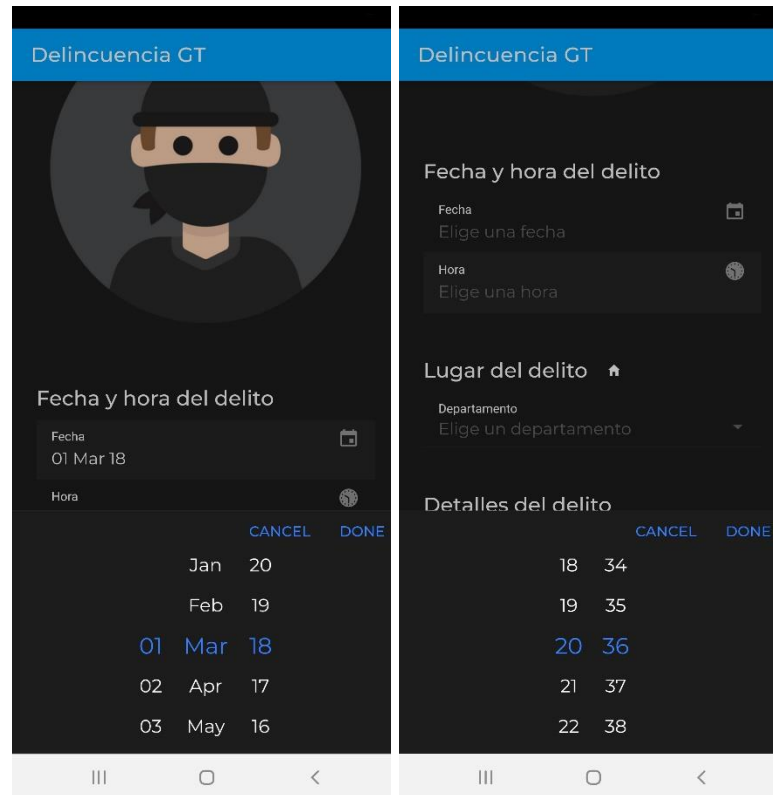 Delincuencia GT
Fecha y hora del delito
Fecha
01 Mar 18
Hora
CANCEL DONE
Jan 20
Feb 19
01 Mar 18
02 Apr 17
03 May 16
Delincuencia GT
Fecha y hora del delito
Fecha
Elige una fecha
Hora
Elige una hora
Lugar del delito
Departamento
Elige un departamento
Detalles del delito
CANCEL DONE
18 34
19 35
20 36
21 37
22 38